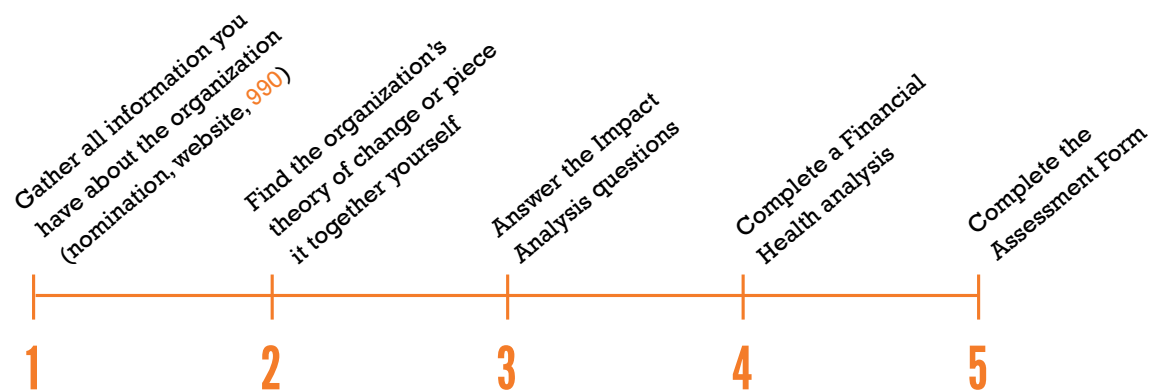 Gather all information you
have about the organization
(nomination, website, 990)
Find the organization's
theory of change or piece
it together yourself
Answer the Impact
Analysis questions
Complete a Financial
Health analysis
Complete the
Assessment Form
1
2
3
4
5